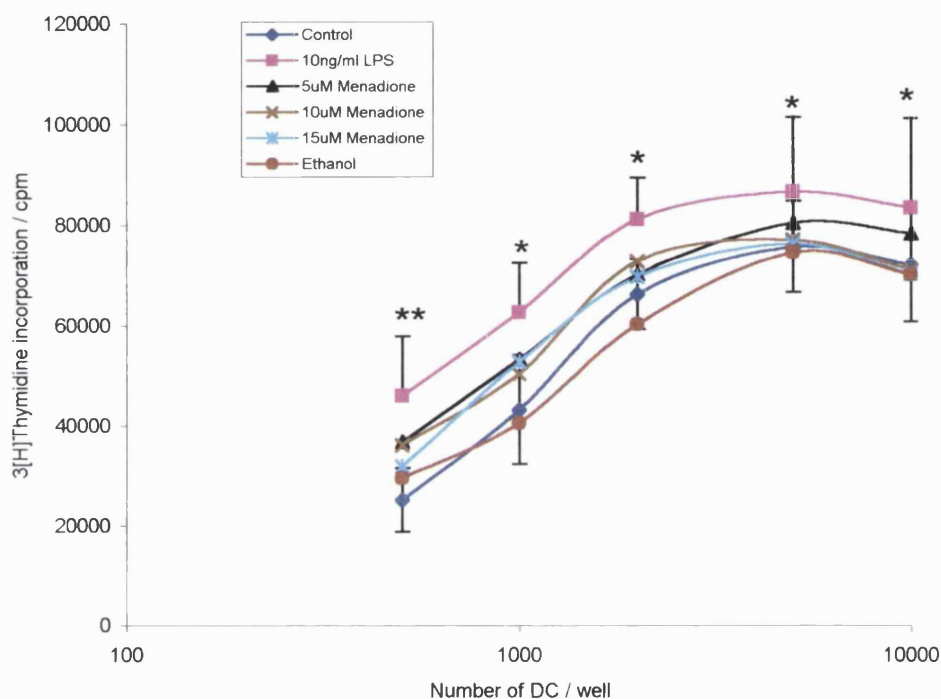 120000
100000
80000
60000
40000
20000
0
3[H]Thymidine incorporation / cpm
Control
10ng/ml LPS
5uM Menadione
10uM Menadione
15uM Menadione
Ethanol
**
*
*
*
*
100
1000
10000
Number of DC / well